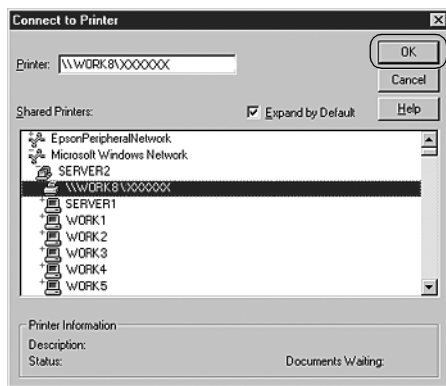 Connect to Printer
Printer: \\WORK8\XXXXXX
OK
Cancel
Shared Printers:
Expand by Default
Help
EpsonPeripheralNetwork
Microsoft Windows Network
SERVER2
\\WORK8\XXXXXX
SERVER1
WORK1
WORK2
WORK3
WORK4
WORK5
Printer Information
Description:
Status:
Documents Waiting: